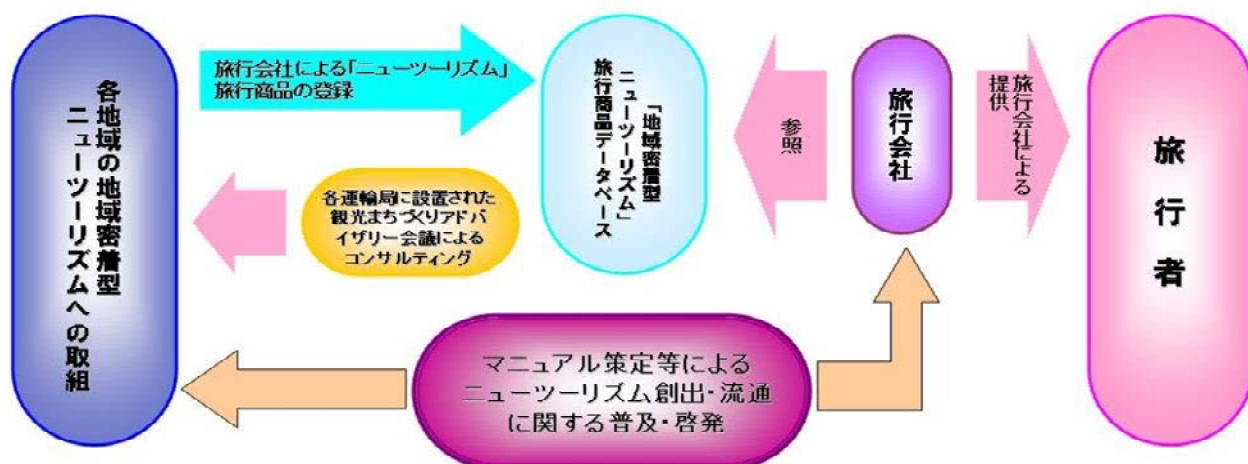 各地域の地域密着型
ニューツーリズムへの取組
旅行会社による｢ニューツーリズム｣
旅行商品の登録
各運輸局に設置された
観光まちづくりアドバ
イザリー会議による
コンサルティング
｢地域密着型
ニューツーリズム｣
旅行商品データベース
参照
旅行会社
旅行会社による
提供
旅行者
マニュアル策定等による
ニューツーリズム創出･流通
に関する普及･啓発